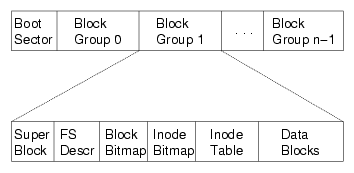 Boot Block Block . . . Block
Sector Group 0 Group 1 Group n−1
Super FS Block Inode Inode Data
Block Descr Bitmap Bitmap Table Blocks